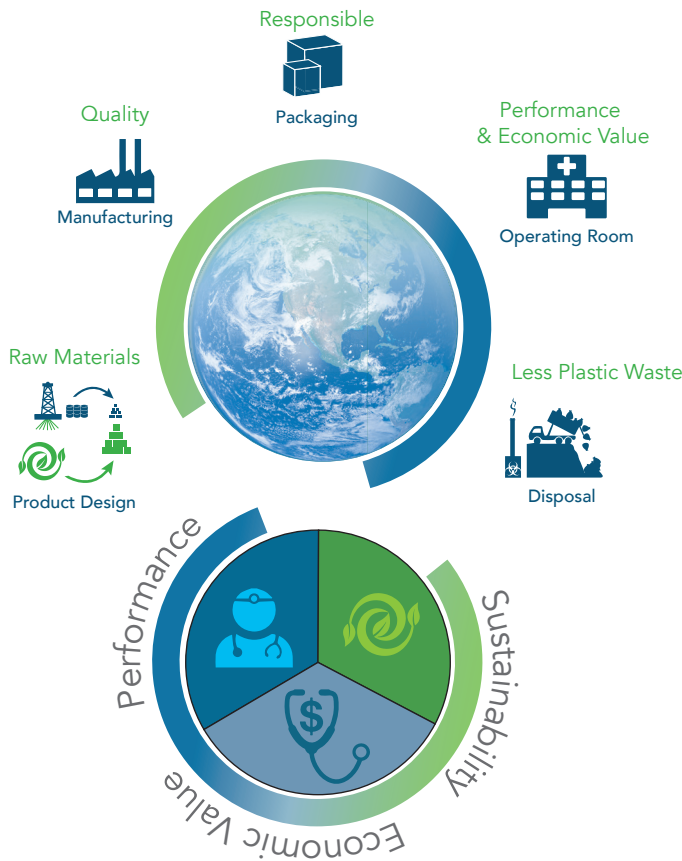 Responsible
Packaging
Quality
Manufacturing
Performance
& Economic Value
Operating Room
Raw Materials
Product Design
Less Plastic Waste
Disposal
Performance
Sustainability
$
Economic Value